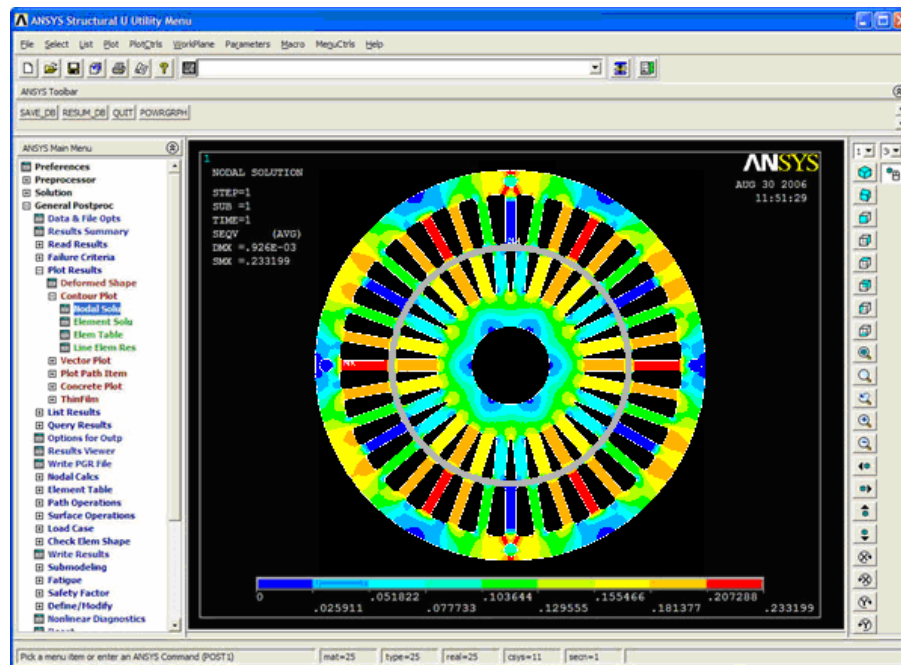 ANSYS Structural U Utility Menu
File Select List Plot PlotCtrls WorkPlane Parameters Macro MenuCtrls Help
ANSYS Toolbar
SAVE_DB RESUM_DB QUIT POWRGRPH
ANSYS Main Menu
Preferences
Preprocessor
Solution
General Postproc
Data & File Opts
Results Summary
Read Results
Failure Criteria
Plot Results
Deformed Shape
Contour Plot
Nodal Solu
Element Solu
Elem Table
Line Elem Res
Vector Plot
Plot Path Item
Concrete Plot
ThinFilm
List Results
Query Results
Options for Outp
Results Viewer
Write PGR File
Nodal Calcs
Element Table
Path Operations
Surface Operations
Load Case
Check Elem Shape
Write Results
Submodeling
Fatigue
Safety Factor
Define/Modify
Nonlinear Diagnostics
1
NODAL SOLUTION
STEP=1
SUB =1
TIME=1
SEQV (AVG)
DMX =.926E-03
SMX =.233199
ANSYS
AUG 30 2006
11:51:29
MX
0 .051822 .103644 .155466 .207288
.025911 .077733 .129555 .181377 .233199
1
3
Pick a menu item or enter an ANSYS Command (POST1) mat=25 type=25 real=25 csys=11 secn=1